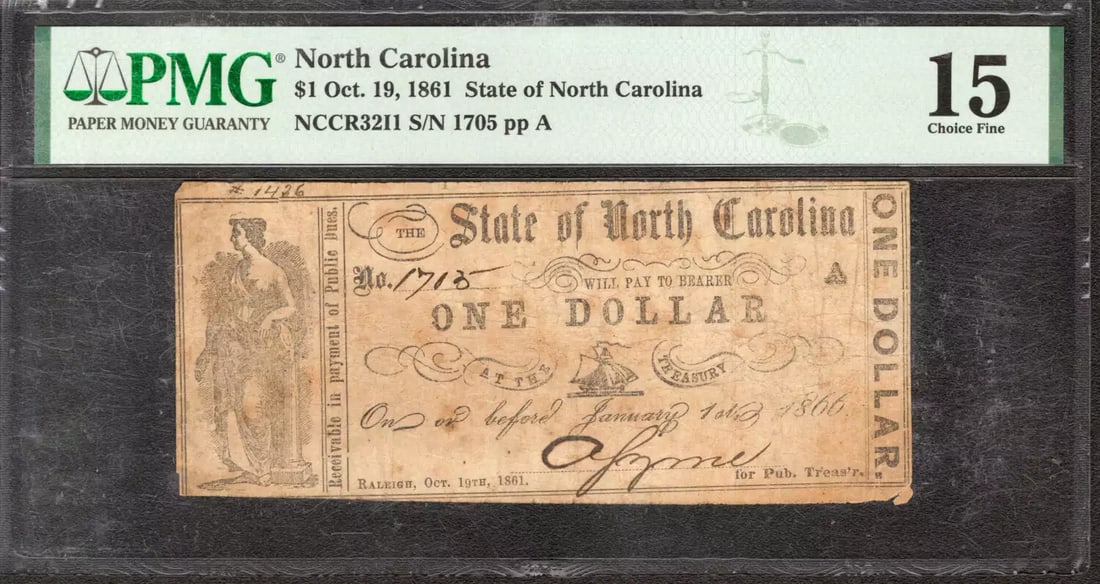 PMG®
PAPER MONEY GUARANTY
North Carolina
$1 Oct. 19, 1861 State of North Carolina
NCCR32I1 S/N 1705 pp A
15
Choice Fine
# 1426
Receivable in payment of Public Dues.
THE State of North Carolina
No. 1705
WILL PAY TO BEARER
A
ONE DOLLAR
AT THE TREASURY
On or before January 1st 1866
for Pub. Treas'r.
RALEIGH, OCT. 19TH, 1861.
ONE DOLLAR.